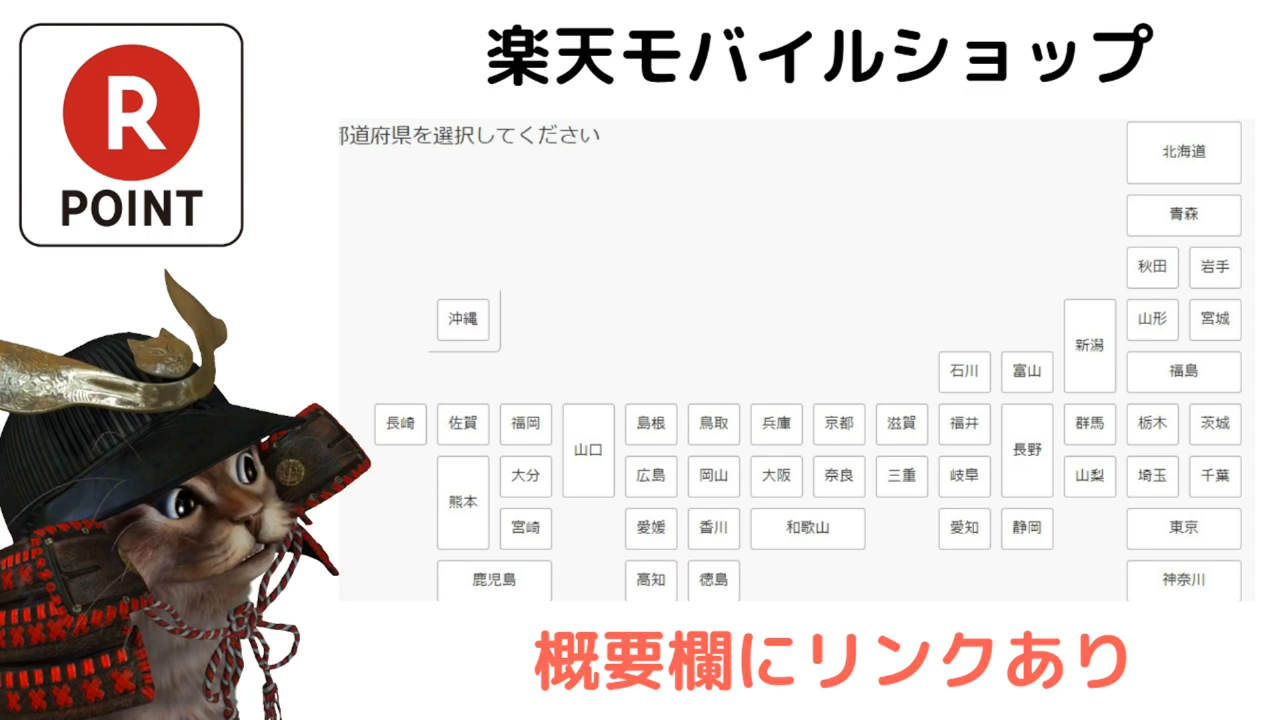 R
POINT
楽天モバイルショップ
都道府県を選択してください
北海道
青森
秋田 岩手
沖縄 新潟 山形 宮城
石川 富山 福島
長崎 佐賀 福岡 山口 島根 鳥取 兵庫 京都 滋賀 福井 長野 群馬 栃木 茨城
熊本 大分 広島 岡山 大阪 奈良 三重 岐阜 山梨 埼玉 千葉
宮崎 愛媛 香川 和歌山 愛知 静岡 東京
鹿児島 高知 徳島 神奈川
概要欄にリンクあり